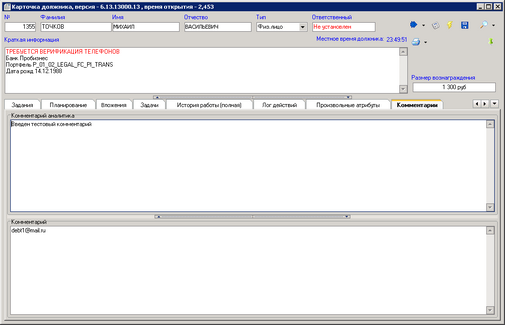 Карточка должника, версия - 6.13.13000.13 , время открытия - 2,453
№ Фамилия Имя Отчество Тип Ответственный
1355 ТОЧКОВ МИХАИЛ ВАСИЛЬЕВИЧ Физ.лицо Не установлен
Краткая информация Местное время должника: 23:49:51
ТРЕБУЕТСЯ ВЕРИФИКАЦИЯ ТЕЛЕФОНОВ
Банк Пробизнес
Портфель P_01_02_LEGAL_FC_PI_TRANS
Дата рожд 14.12.1988
Размер вознаграждения
1 300 руб
Задания Планирование Вложения Задачи История работы (полная) Лог действий Произвольные атрибуты Комментарии
Комментарий аналитика
Введен тестовый комментарий
Комментарий
debt1@mail.ru